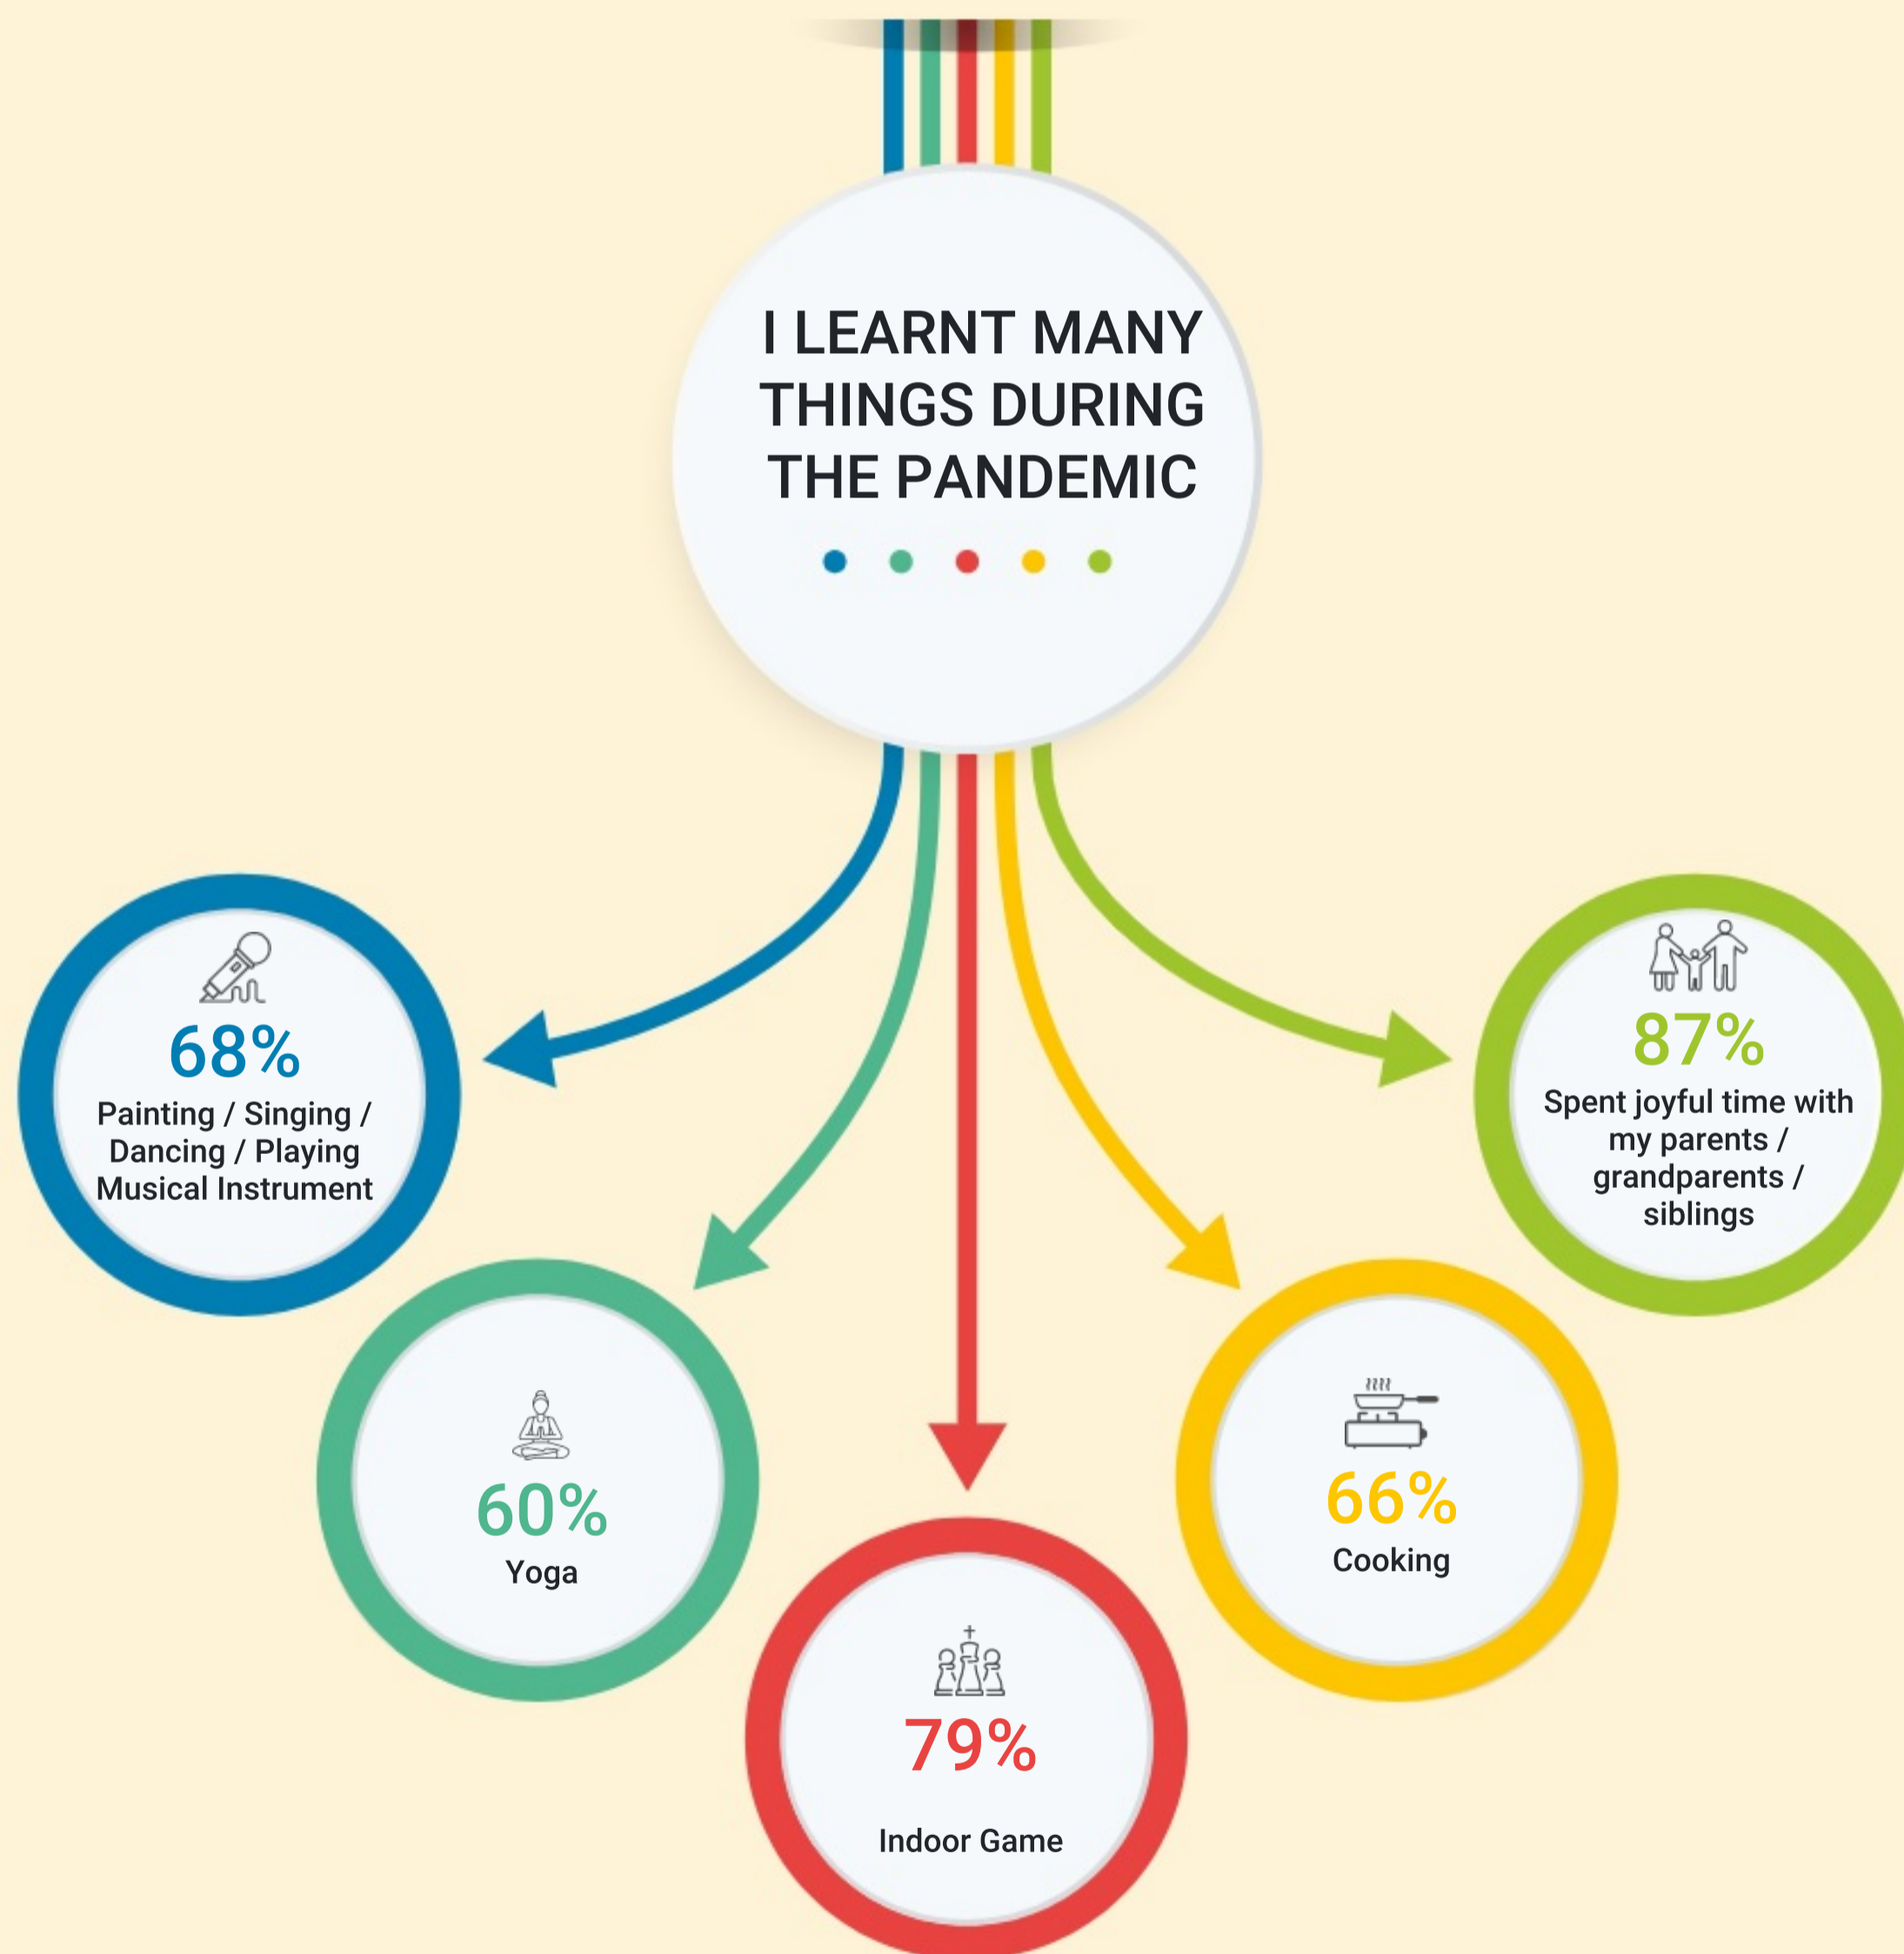 I LEARNT MANY
THINGS DURING
THE PANDEMIC
68%
Painting / Singing /
Dancing / Playing
Musical Instrument
60%
Yoga
79%
Indoor Game
66%
Cooking
87%
Spent joyful time with
my parents /
grandparents /
siblings